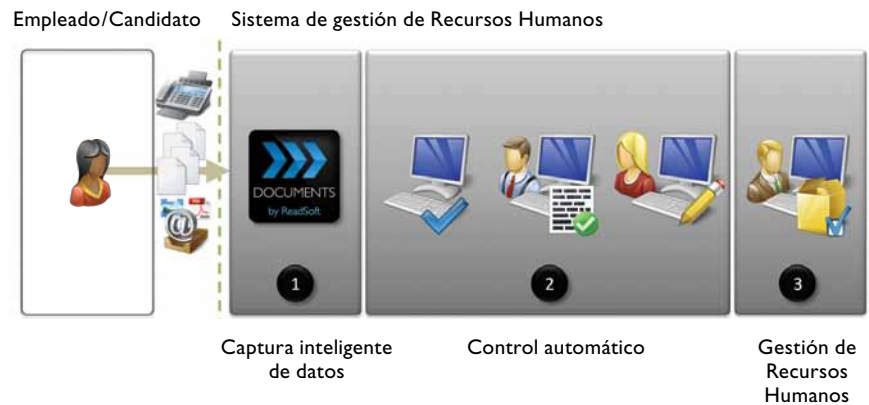 Empleado/Candidato
Sistema de gestión de Recursos Humanos
PDF
@
DOCUMENTS
by ReadSoft
1
2
3
Captura inteligente
de datos
Control automático
Gestión de
Recursos
Humanos